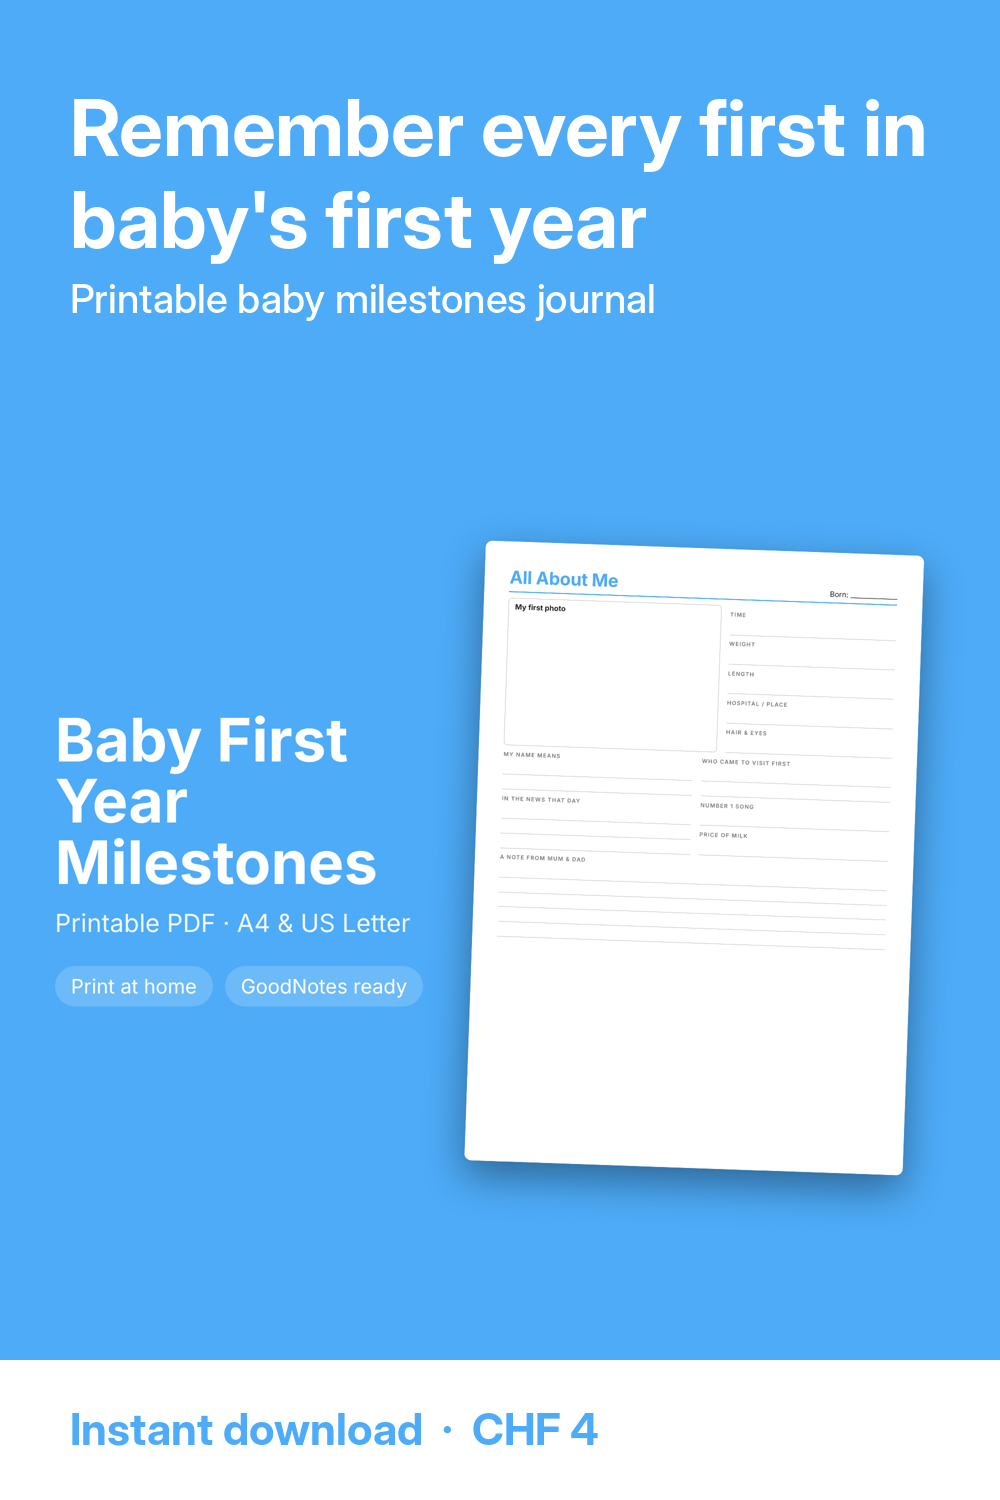 Remember every first in
baby's first year
Printable baby milestones journal
All About Me
Born: __________
My first photo
TIME
WEIGHT
LENGTH
HOSPITAL / PLACE
HAIR & EYES
MY NAME MEANS
WHO CAME TO VISIT FIRST
IN THE NEWS THAT DAY
NUMBER 1 SONG
PRICE OF MILK
A NOTE FROM MUM & DAD
Baby First
Year
Milestones
Printable PDF · A4 & US Letter
Print at home
GoodNotes ready
Instant download · CHF 4